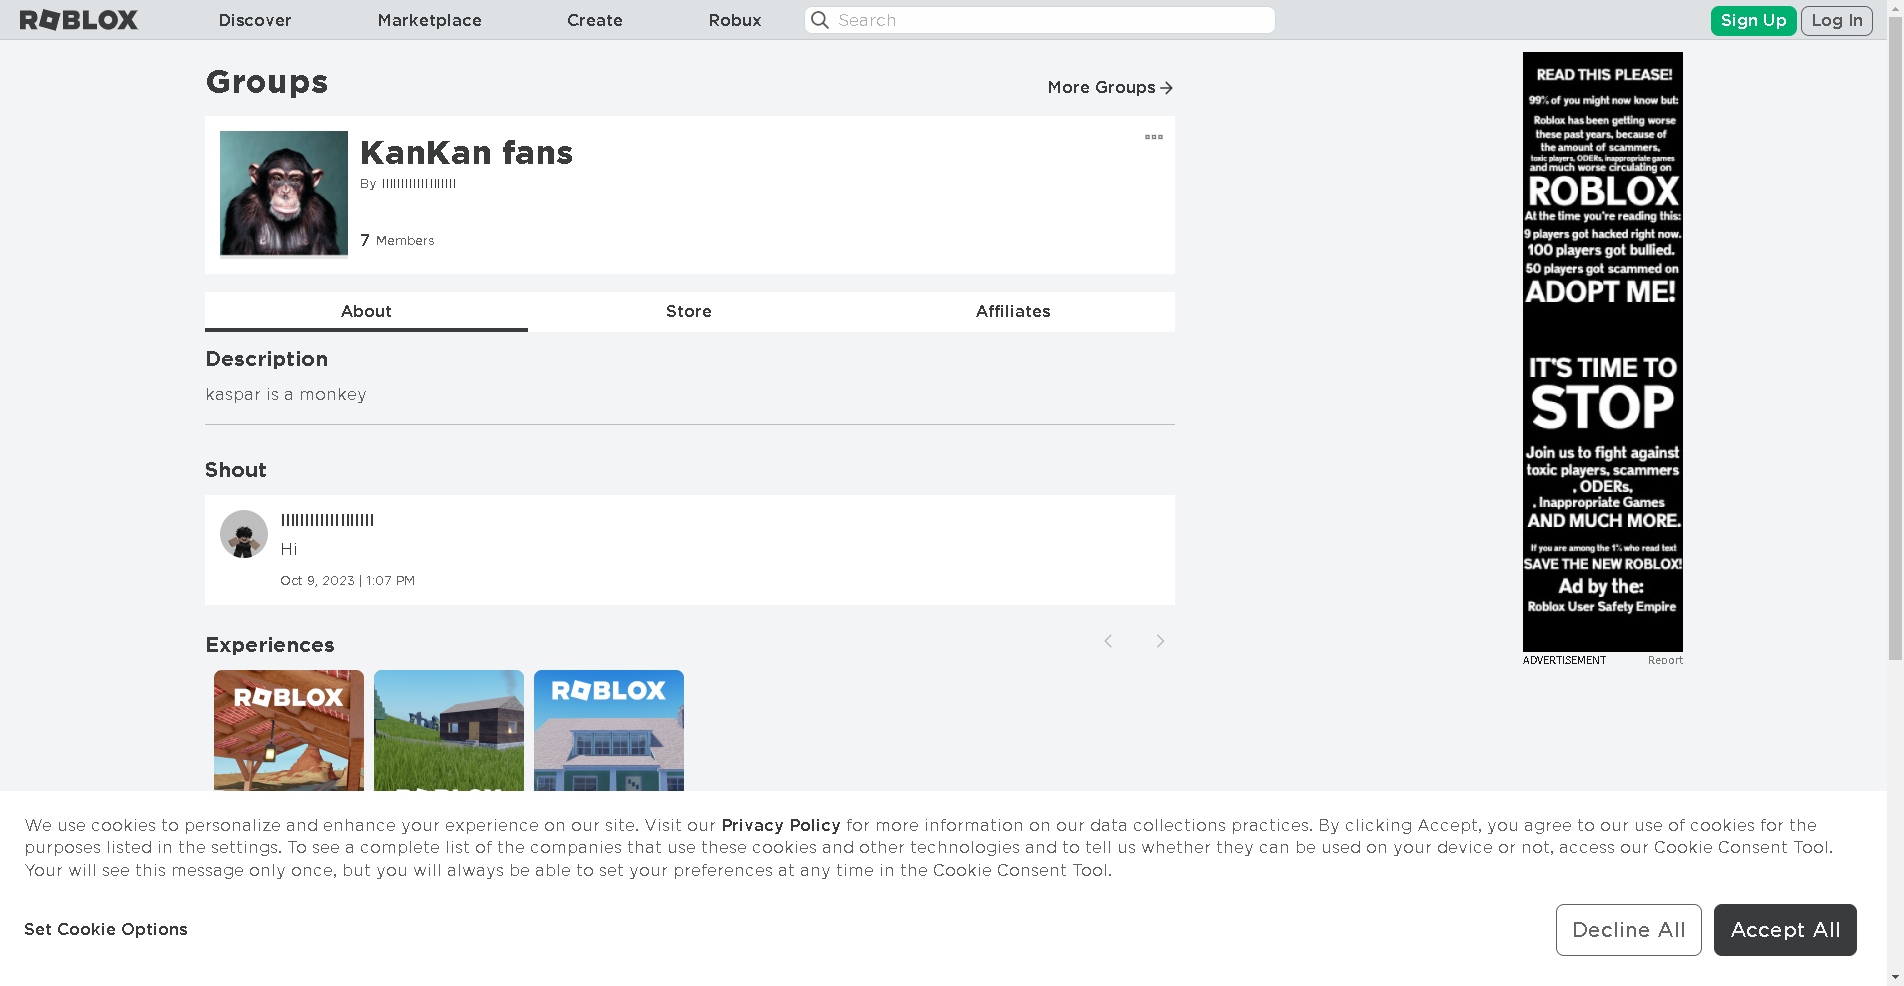 ROBLOX
Discover
Marketplace
Create
Robux
Search
Sign Up
Log In
Groups
More Groups
KanKan fans
By
7 Members
About
Store
Affiliates
Description
kaspar is a monkey
Shout
Hi
Oct 9, 2023 | 1:07 PM
Experiences
ROBLOX
ROBLOX
READ THIS PLEASE!
99% of you might now know but:
Roblox has been getting worse
these past years, because of
the amount of scammers,
toxic players, ODERs, inappropriate games
and much worse circulating on
ROBLOX
At the time you're reading this:
9 players got hacked right now.
100 players got bullied.
50 players got scammed on
ADOPT ME!
IT'S TIME TO
STOP
Join us to fight against
toxic players, scammers
, ODERs,
, Inappropriate Games
AND MUCH MORE.
If you are among the 1% who read text
SAVE THE NEW ROBLOX!
Ad by the:
Roblox User Safety Empire
ADVERTISEMENT
Report
We use cookies to personalize and enhance your experience on our site. Visit our Privacy Policy for more information on our data collections practices. By clicking Accept, you agree to our use of cookies for the
purposes listed in the settings. To see a complete list of the companies that use these cookies and other technologies and to tell us whether they can be used on your device or not, access our Cookie Consent Tool.
Your will see this message only once, but you will always be able to set your preferences at any time in the Cookie Consent Tool.
Set Cookie Options
Decline All
Accept All